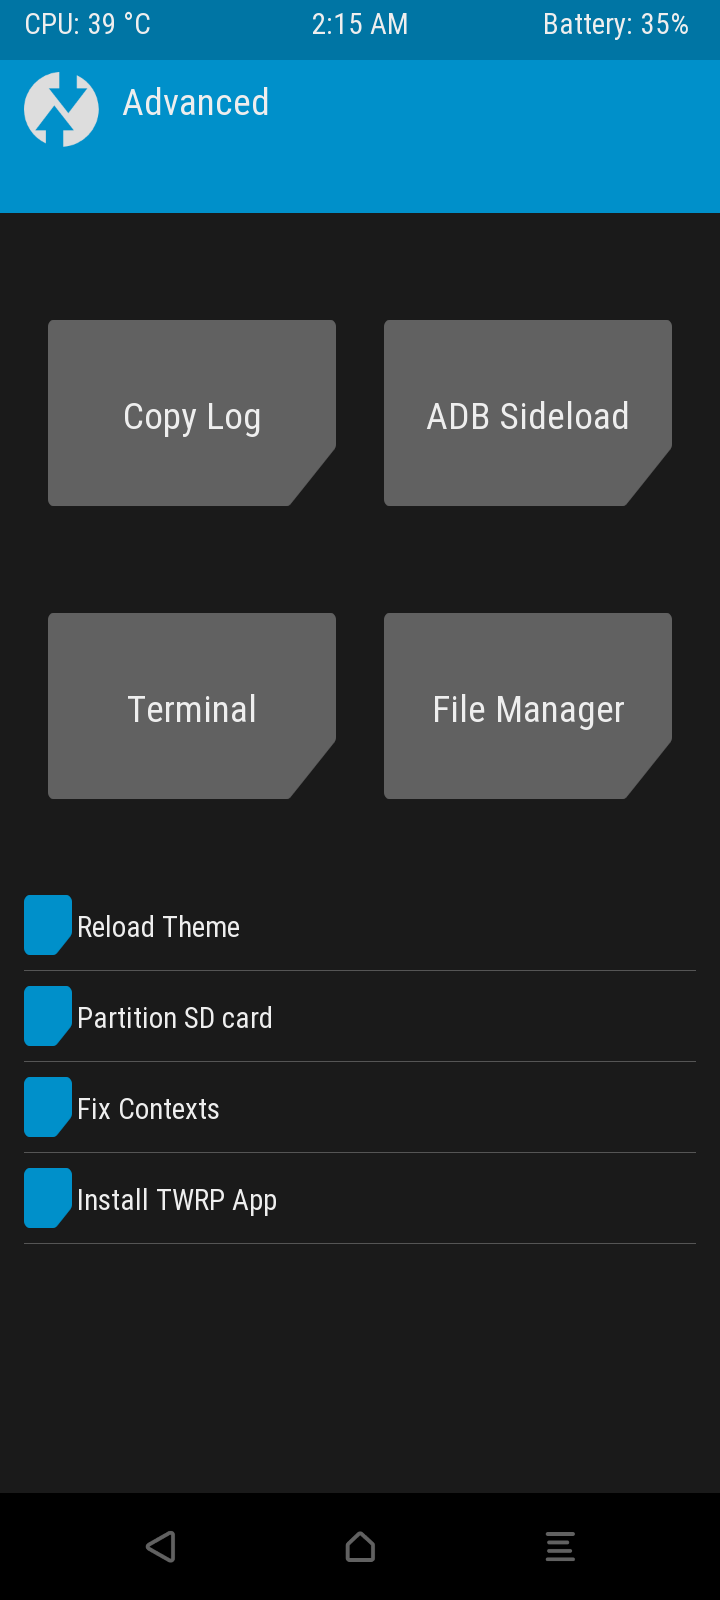 CPU: 39 °C 2:15 AM Battery: 35%
Advanced
Copy Log ADB Sideload
Terminal File Manager
Reload Theme
Partition SD card
Fix Contexts
Install TWRP App